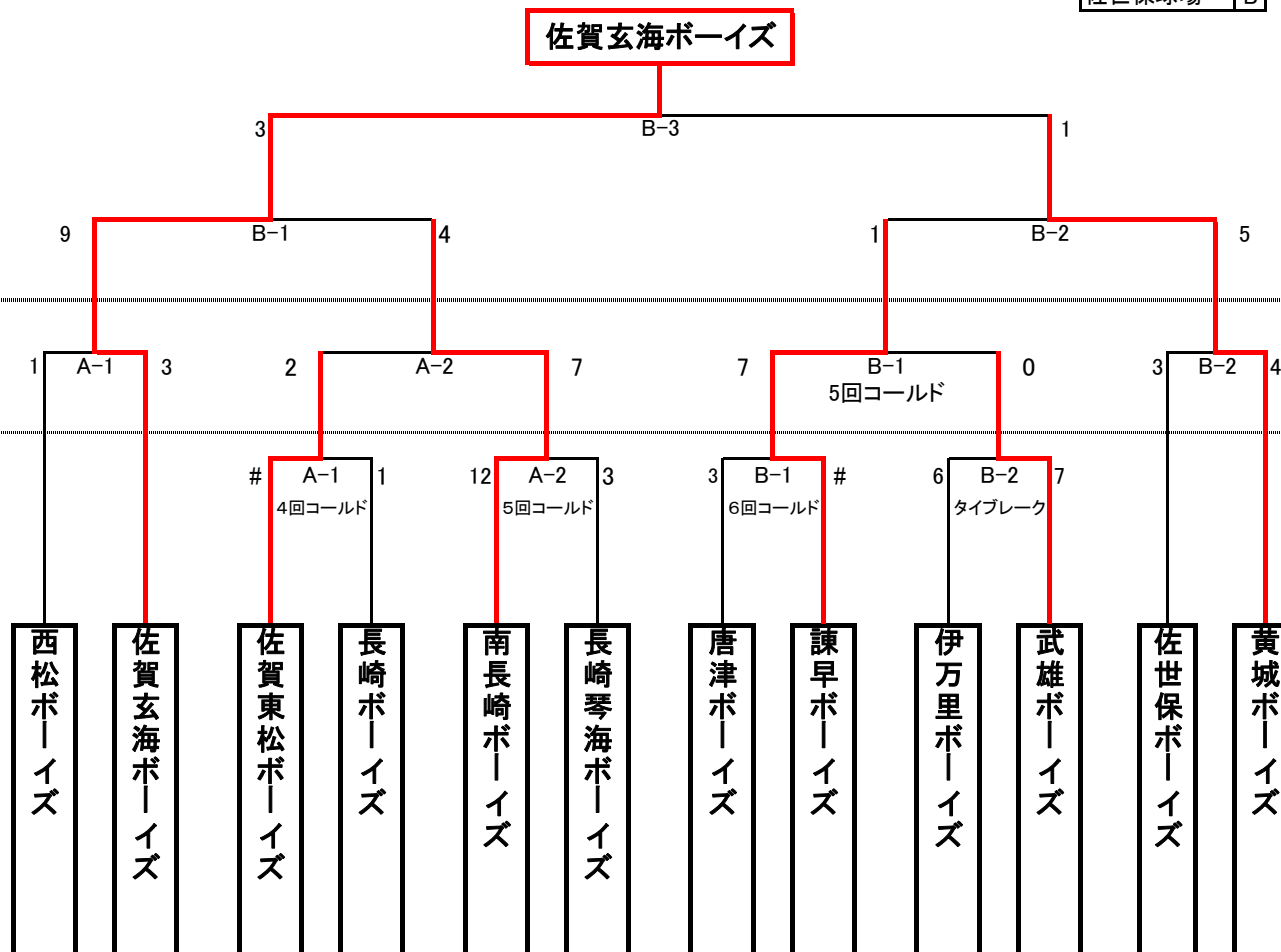 B
佐賀玄海ボーイズ
3 B-3 1
9 B-1 4 1 B-2 5
1 A-1 3 2 A-2 7 7 B-1 0 3 B-2 4
5回コールド
# A-1 1 12 A-2 3 3 B-1 # 6 B-2 7
4回コールド 5回コールド 6回コールド タイブレーク
西松ボーイズ
佐賀玄海ボーイズ
佐賀東松ボーイズ
長崎ボーイズ
南長崎ボーイズ
長崎琴海ボーイズ
唐津ボーイズ
諫早ボーイズ
伊万里ボーイズ
武雄ボーイズ
佐世保ボーイズ
黄城ボーイズ